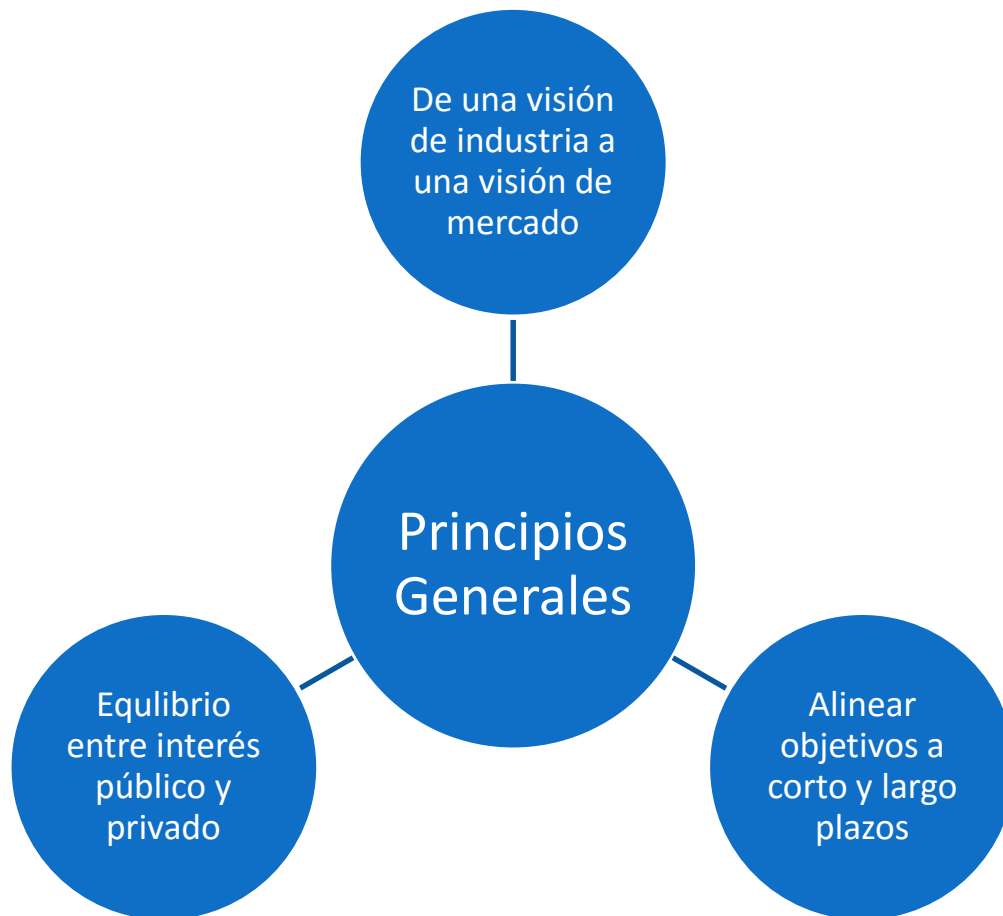 De una visión
de industria a
una visión de
mercado
Principios
Generales
Equlibrio
entre interés
público y
privado
Alinear
objetivos a
corto y largo
plazos